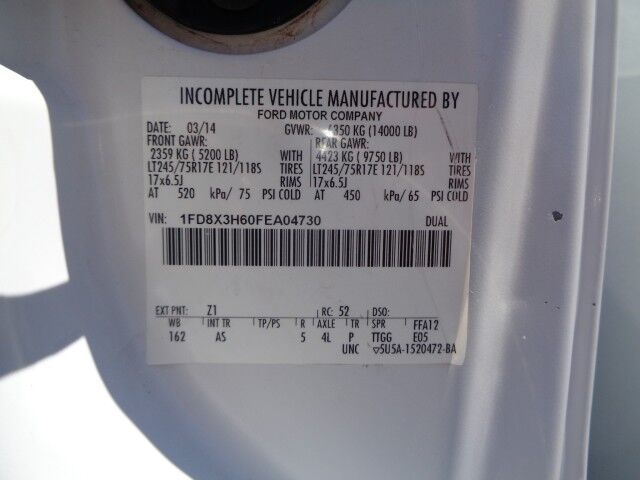 INCOMPLETE VEHICLE MANUFACTURED BY
FORD MOTOR COMPANY
DATE: 03/14 GVWR: 6350 KG (14000 LB)
FRONT GAWR: REAR GAWR:
2359 KG ( 5200 LB) WITH 4423 KG ( 9750 LB) WITH
LT245/75R17E 121/118S TIRES LT245/75R17E 121/118S TIRES
17x6.5J RIMS 17x6.5J RIMS
AT 520 kPa/ 75 PSI COLD AT 450 kPa/ 65 PSI COLD
VIN: 1FD8X3H60FEA04730 DUAL
EXT PNT: Z1 RC: 52 DSO:
WB INT TR TP/PS R AXLE TR SPR FFA12
162 AS 5 4L P TTGG E05
UNC ▽5U5A-1520472-BA